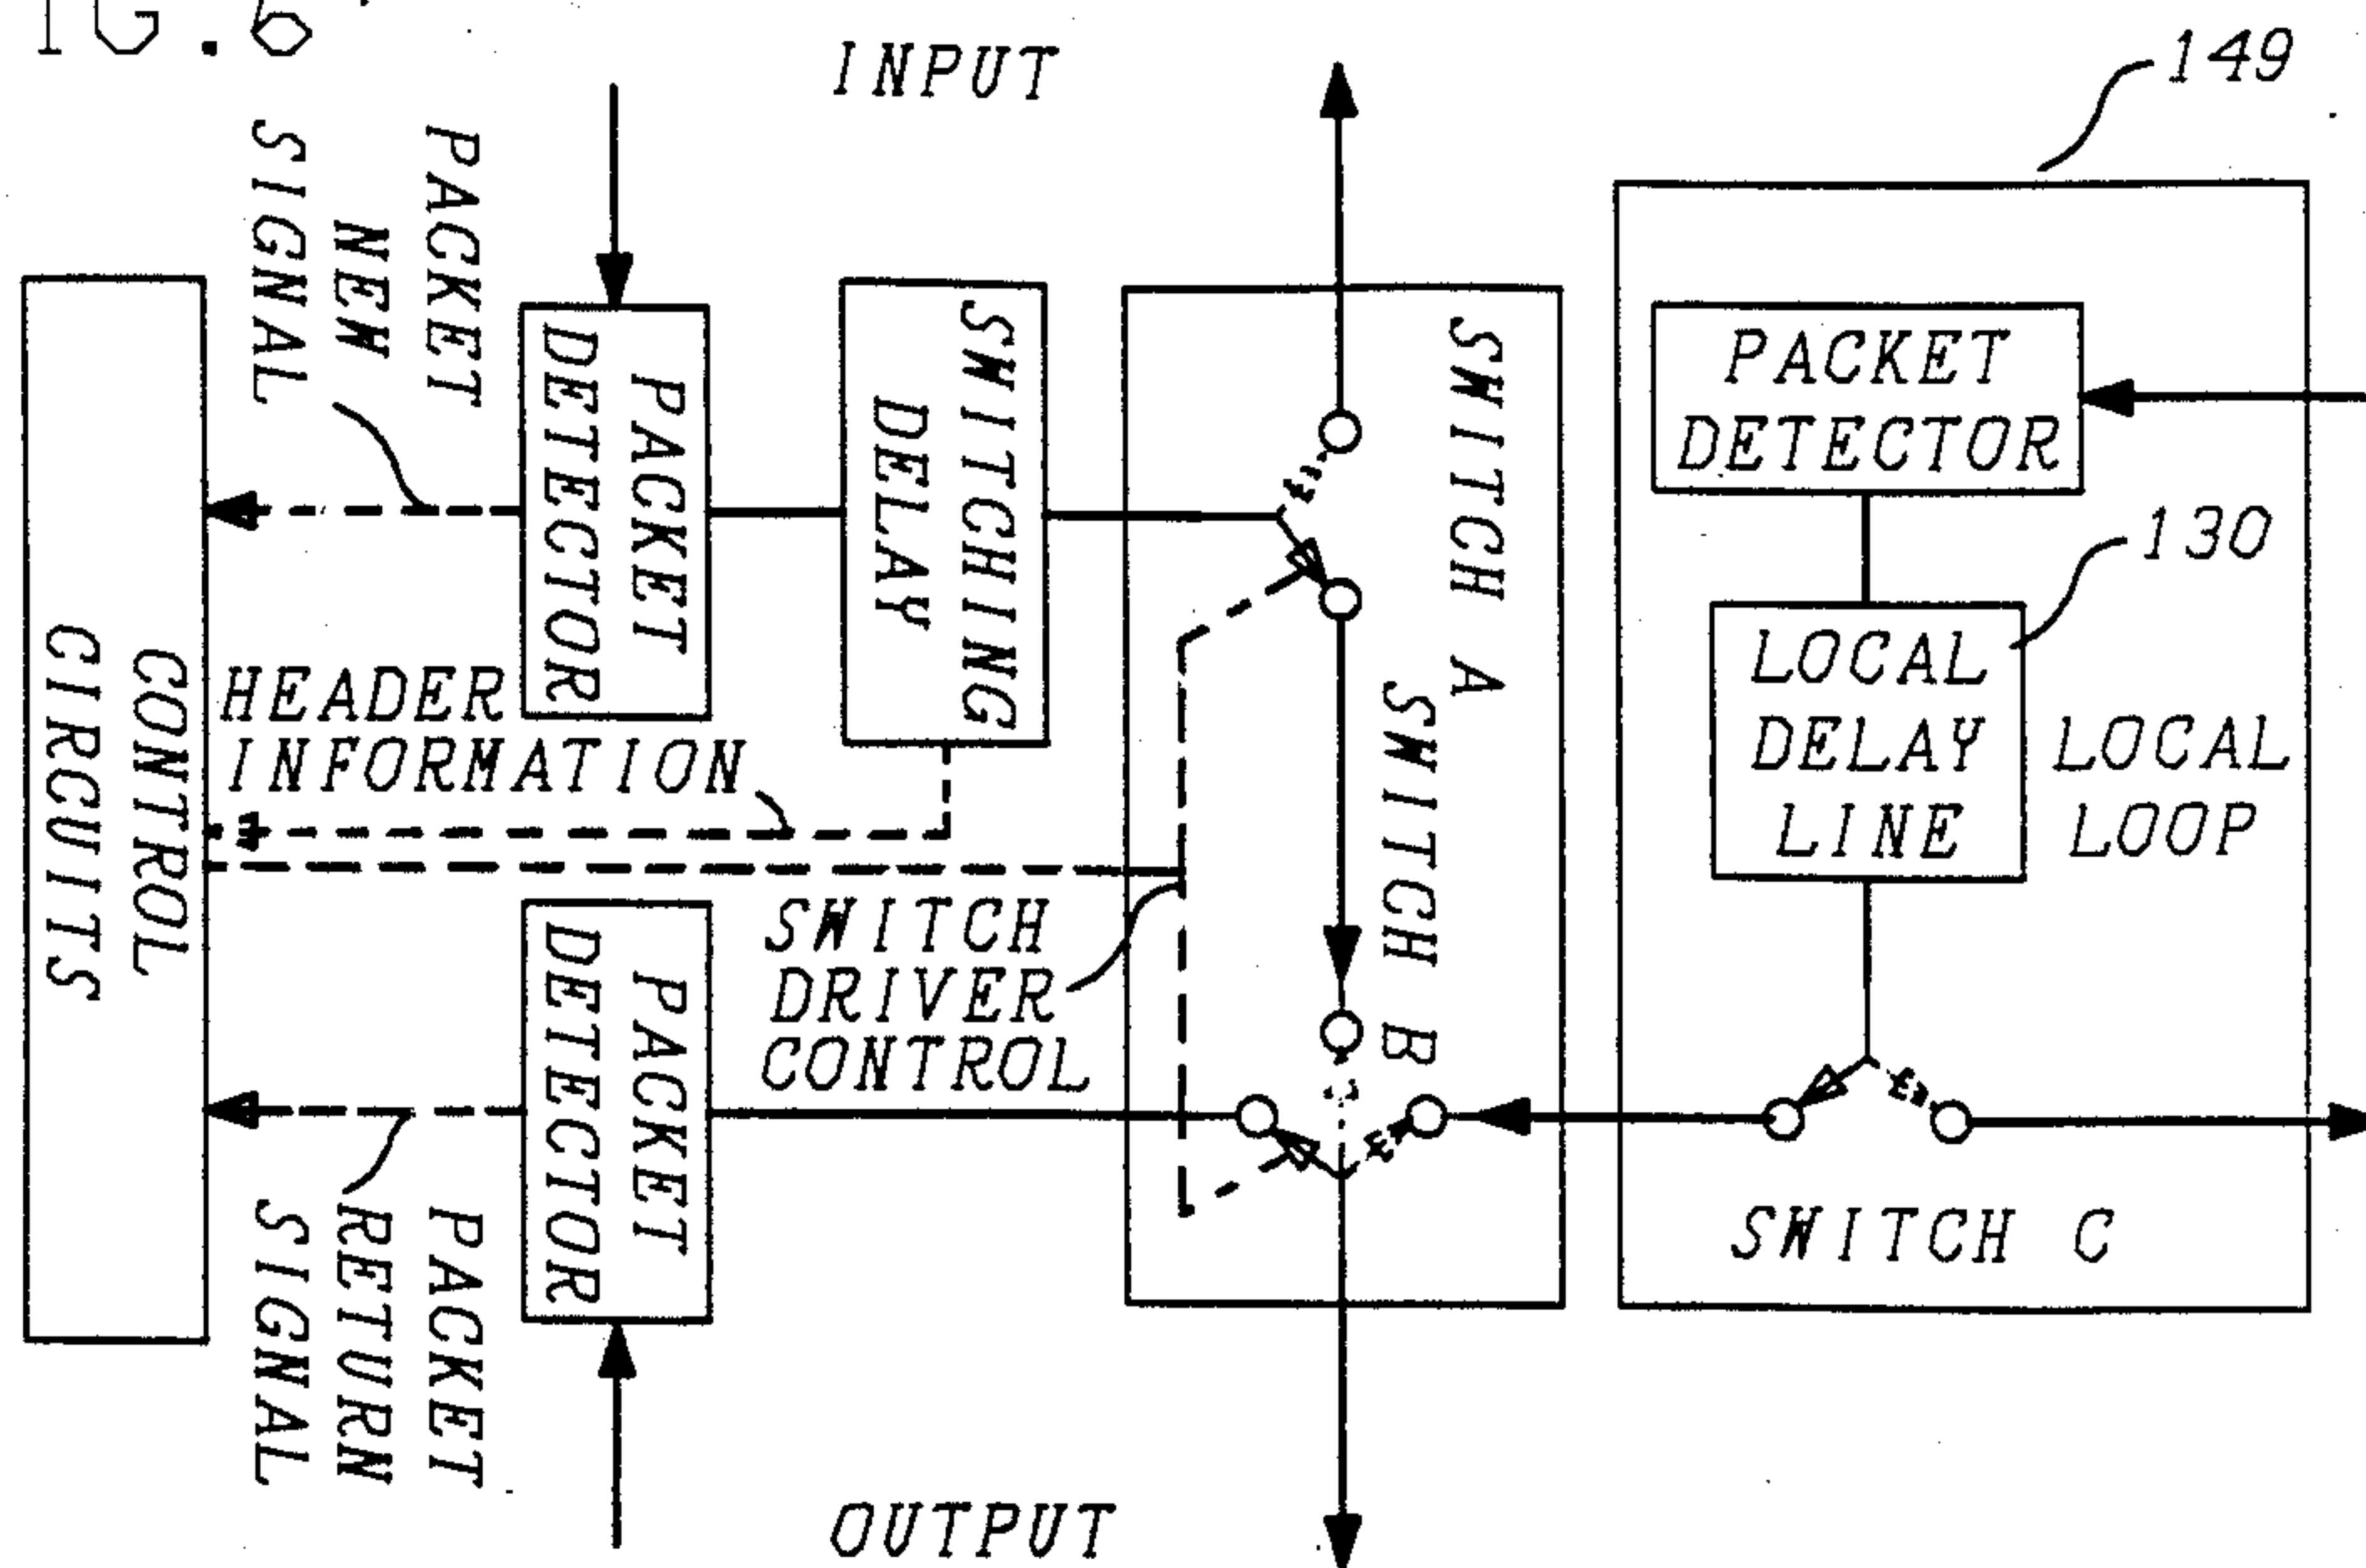 IG.6
INPUT
149
PACKET
NEW
SIGNAL
PACKET
DETECTOR
SWITCHING
DELAY
SWITCH A
PACKET
DETECTOR
130
LOCAL
DELAY
LINE
LOCAL
LOOP
CONTROL
CIRCUITS
HEADER
INFORMATION
SWITCH B
SWITCH
DRIVER
CONTROL
PACKET
DETECTOR
SWITCH C
PACKET
RETURN
SIGNAL
OUTPUT